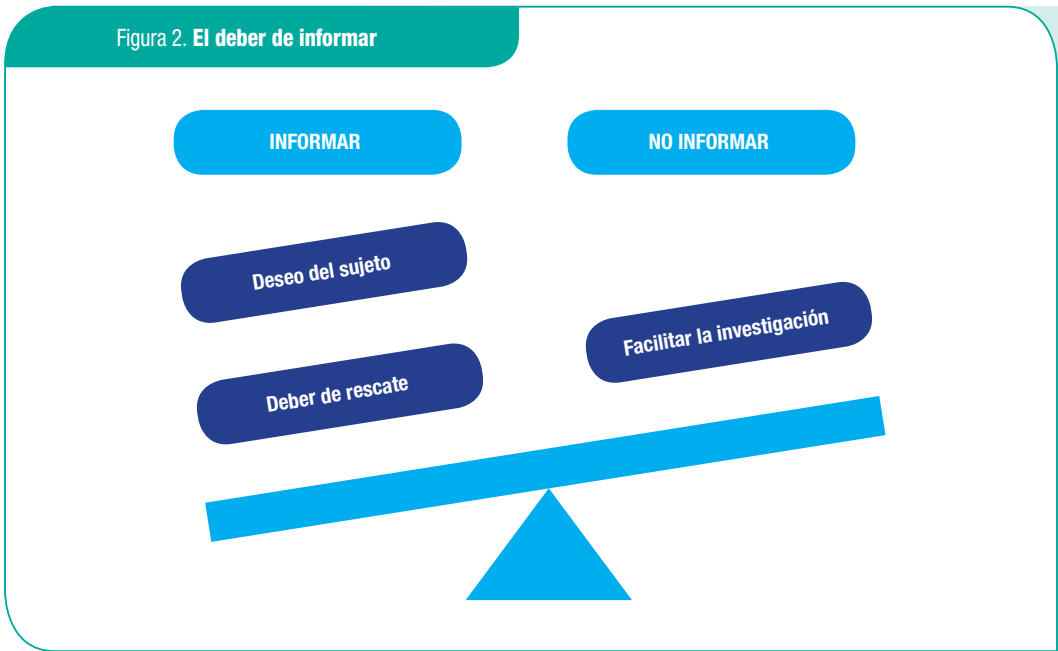 Figura 2. El deber de informar
INFORMAR
NO INFORMAR
Deseo del sujeto
Facilitar la investigación
Deber de rescate